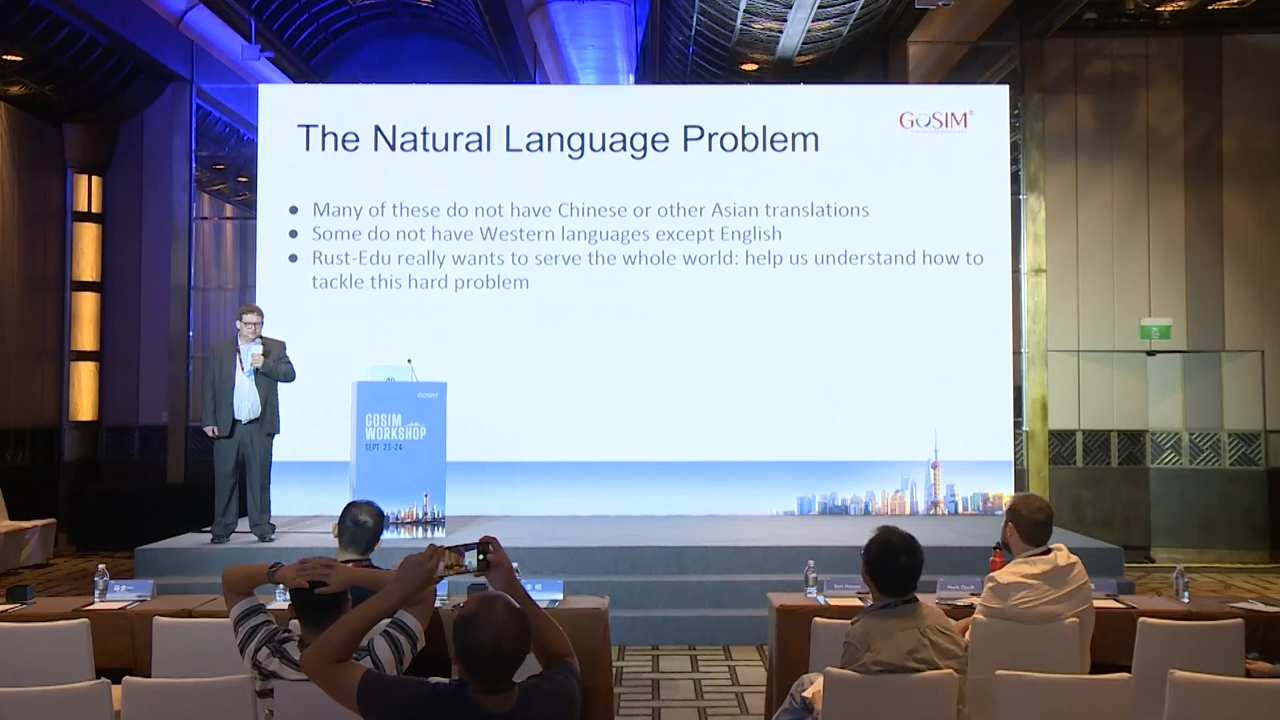 GOSIM
The Natural Language Problem
Many of these do not have Chinese or other Asian translations
Some do not have Western languages except English
Rust-Edu really wants to serve the whole world: help us understand how to
tackle this hard problem
GOSIM
GOSIM
WORKSHOP
SEPT. 23-24